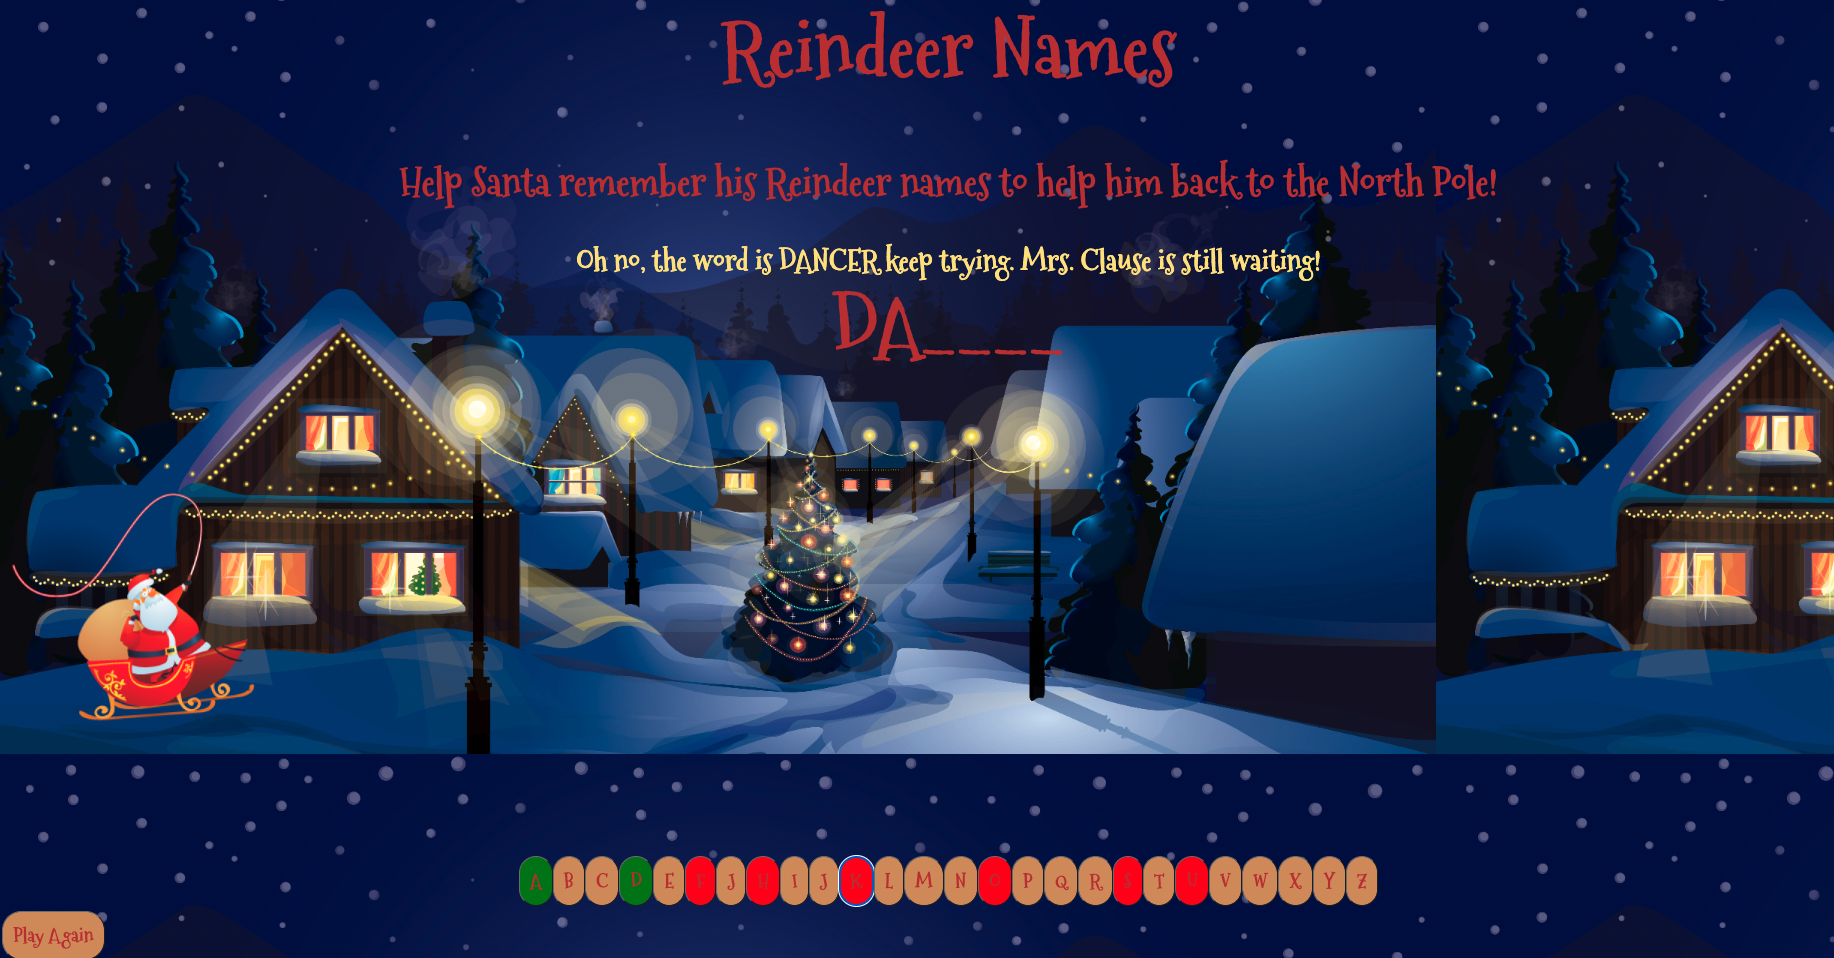 Reindeer Names
Help Santa remember his Reindeer names to help him back to the North Pole!
Oh no, the word is DANCER keep trying. Mrs. Clause is still waiting!
DA____
A B C D E F J H I J K L M N O P Q R S T U V W X Y Z
Play Again